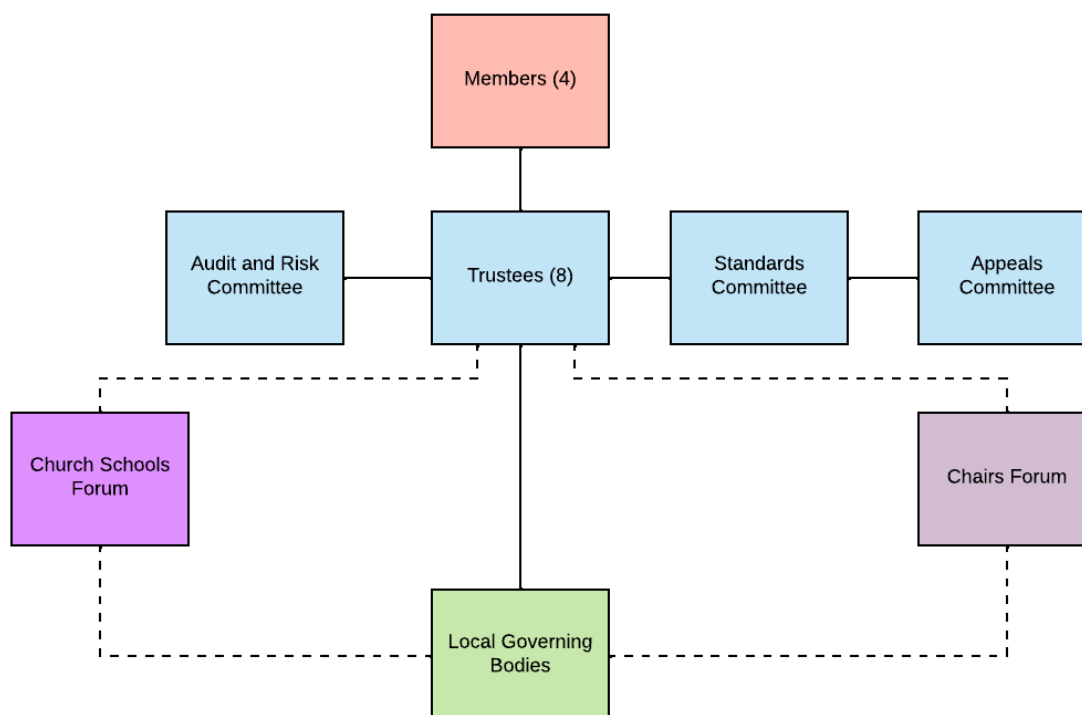 Members (4)
Audit and Risk
Committee
Trustees (8)
Standards
Committee
Appeals
Committee
Church Schools
Forum
Chairs Forum
Local Governing
Bodies